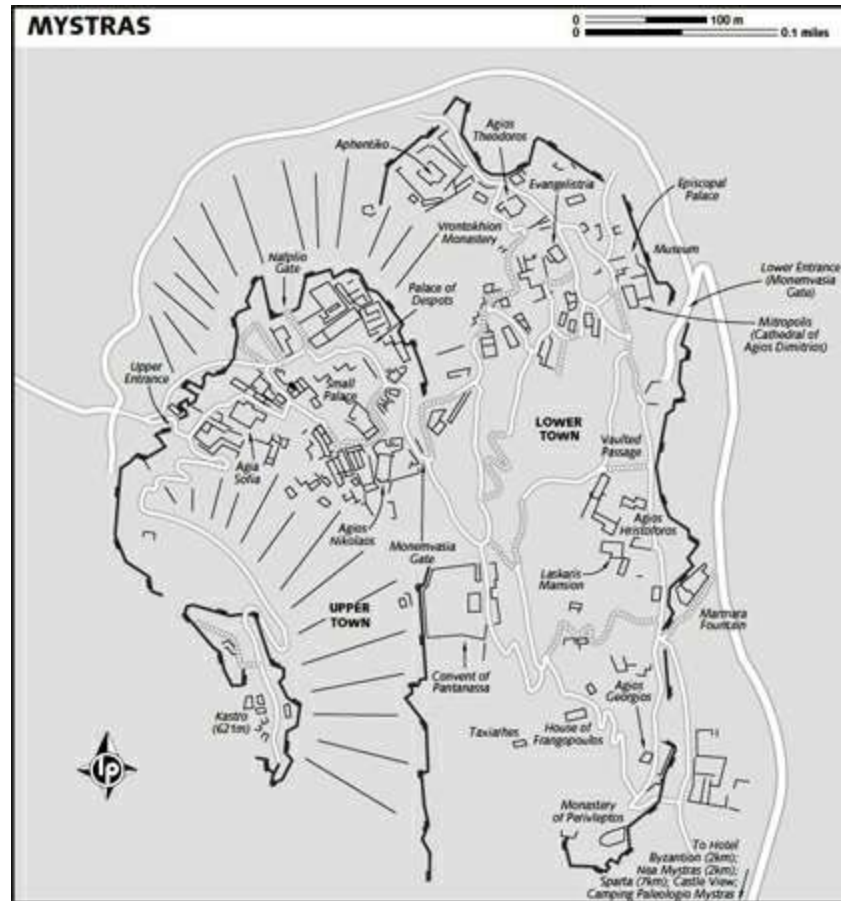 MYSTRAS
0 100 m
0 0.1 miles
Agios
Theodoros
Aphentiko
Evangelistria
Episcopal
Palace
Vrontokhion
Monastery
Museum
Nafplio
Gate
Lower Entrance
(Monemvasia
Gate)
Palace of
Despots
Mitropolis
(Cathedral of
Agios Dimitrios)
Upper
Entrance
Small
Palace
LOWER
TOWN
Vaulted
Passage
Agia
Sofia
Agios
Nikolaos
Agios
Hristoforos
Monemvasia
Gate
Laskaris
Mansion
UPPER
TOWN
Marmara
Fountain
Convent of
Pantanassa
Agios
Georgios
Kastro
(621m)
Taxiarhes
House of
Frangopoulos
lp
Monastery
of Perivleptos
To Hotel
Byzantion (2km);
Nea Mystras (2km);
Sparta (7km); Castle View;
Camping Paleologio Mystras